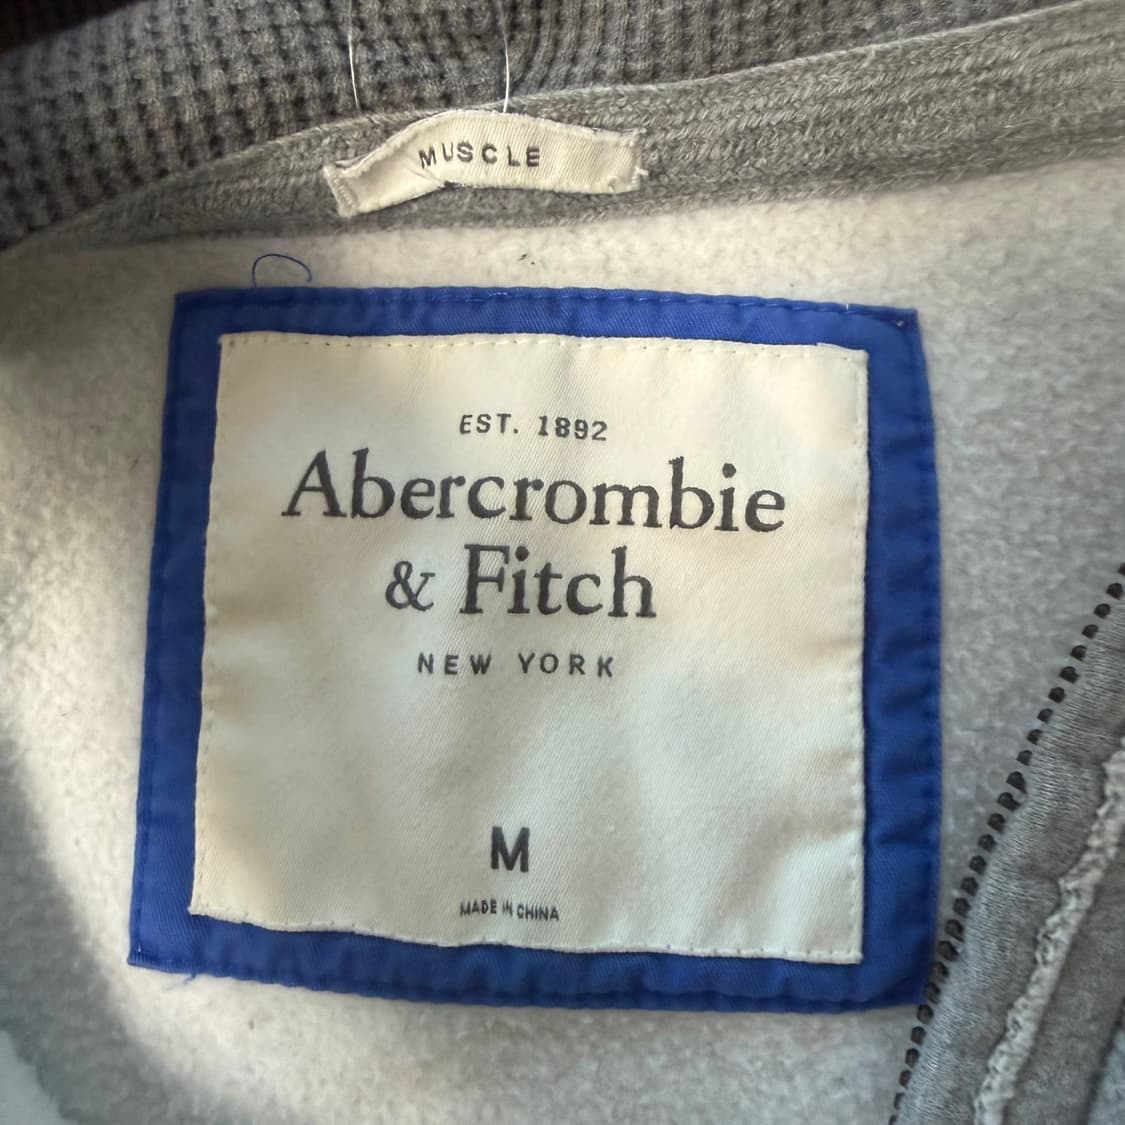 MUSCLE
EST. 1892
Abercrombie
& Fitch
NEW YORK
M
MADE IN CHINA